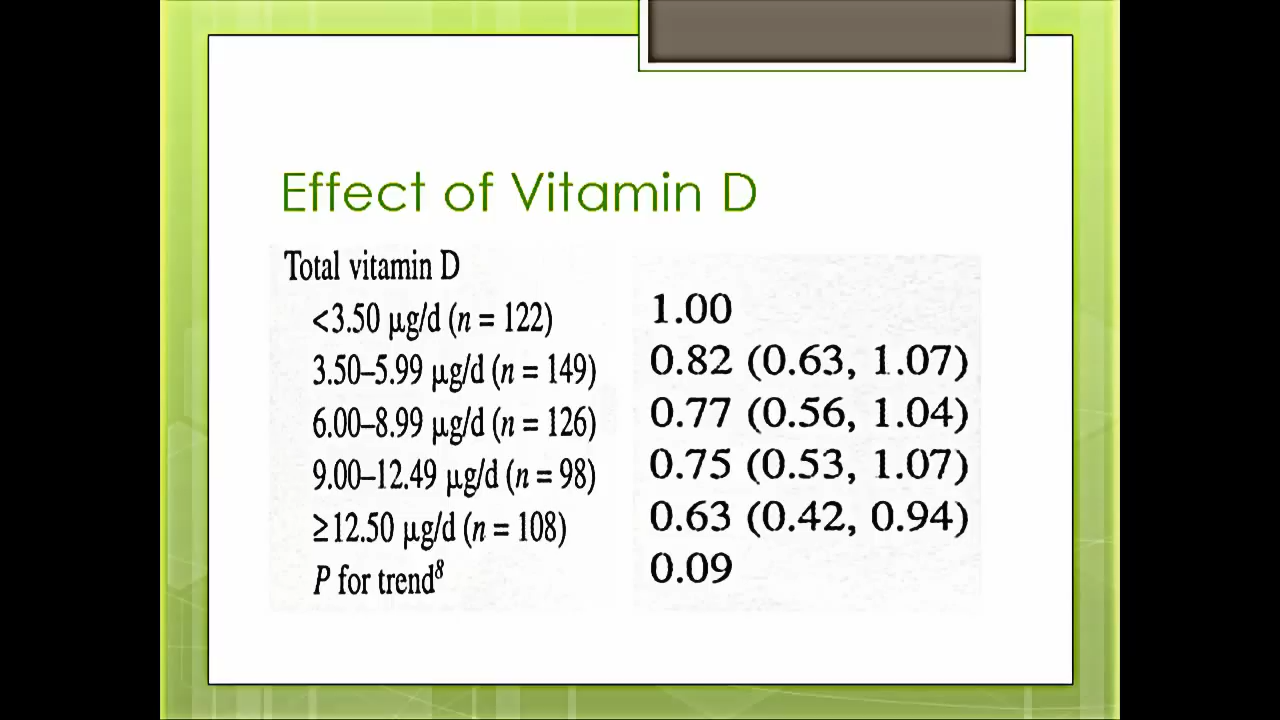 Effect of Vitamin D
Total vitamin D
<3.50 µg/d (n = 122) 1.00
3.50–5.99 µg/d (n = 149) 0.82 (0.63, 1.07)
6.00–8.99 µg/d (n = 126) 0.77 (0.56, 1.04)
9.00–12.49 µg/d (n = 98) 0.75 (0.53, 1.07)
≥12.50 µg/d (n = 108) 0.63 (0.42, 0.94)
P for trend⁸ 0.09